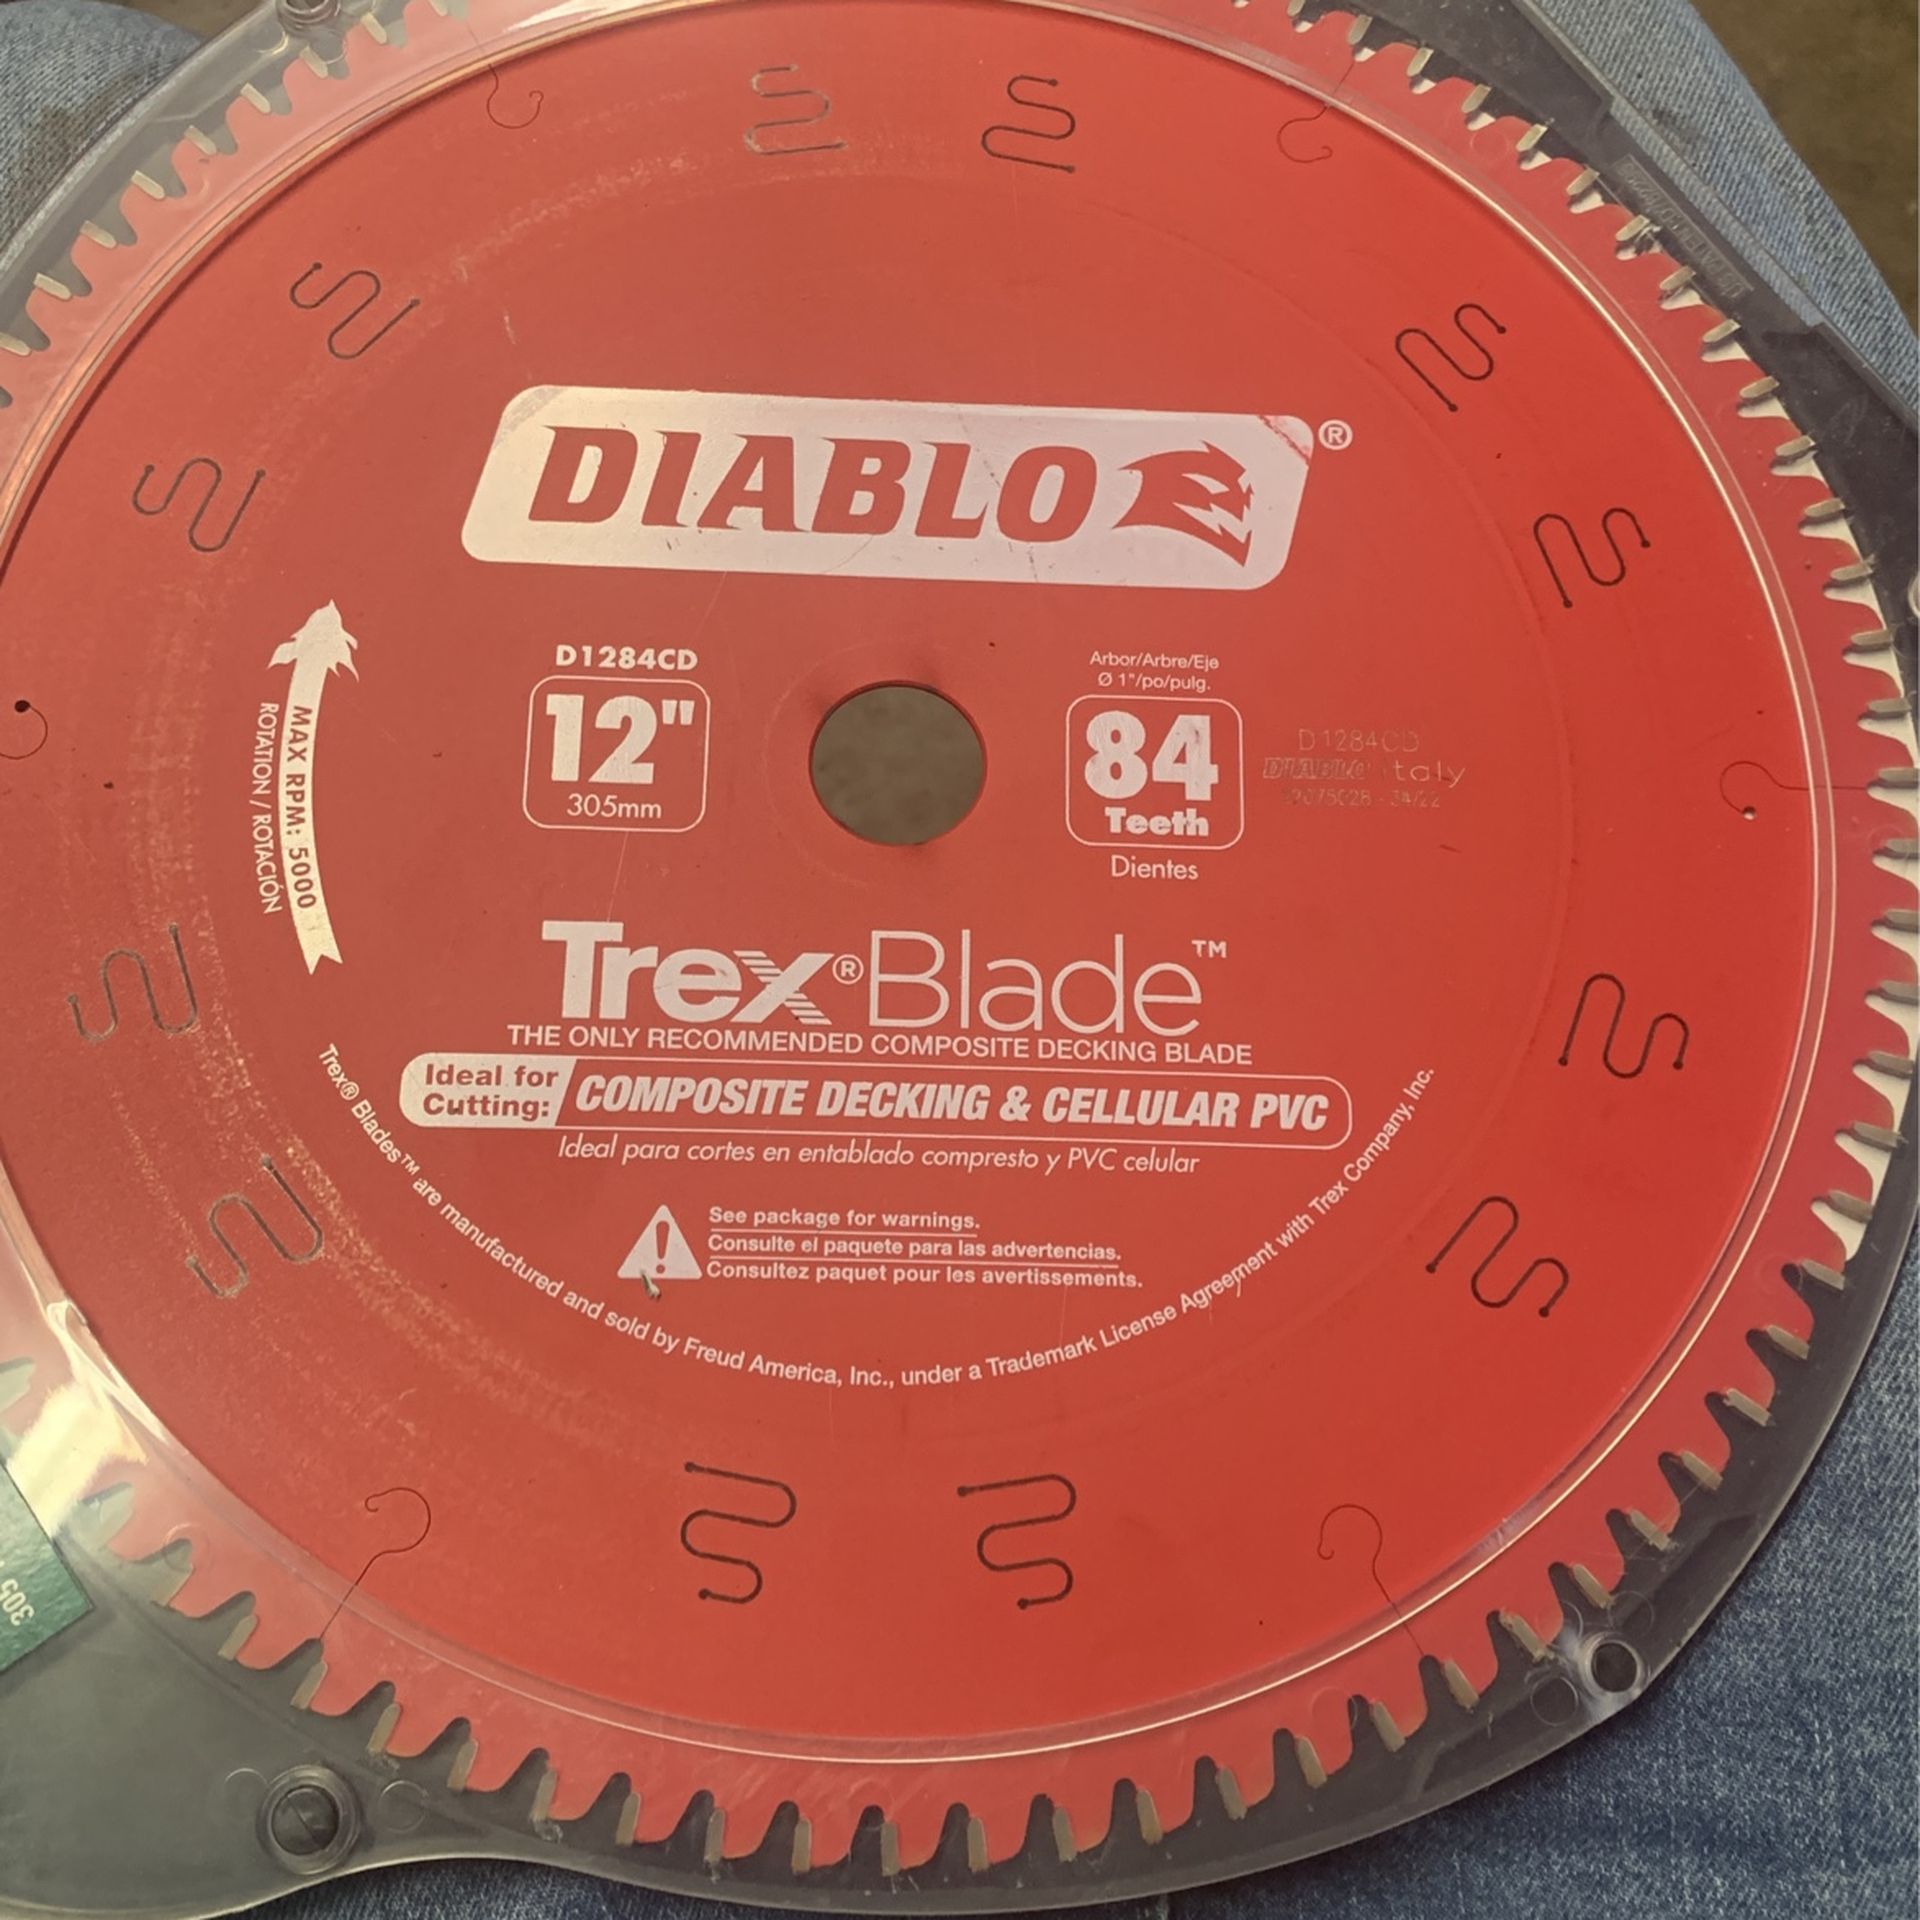 DIABLO®
D1284CD
12"
305mm
Arbor/Arbre/Eje
Ø 1"/po/pulg.
84
Teeth
Dientes
D1284CD
DIABLO Italy
34/22
MAX RPM: 5000
ROTATION / ROTACIÓN
Trex® Blade™
THE ONLY RECOMMENDED COMPOSITE DECKING BLADE
Ideal for
Cutting:
COMPOSITE DECKING & CELLULAR PVC
Ideal para cortes en entablado compresto y PVC celular
See package for warnings.
Consulte el paquete para las advertencias.
Consultez paquet pour les avertissements.
Trex® Blades™ are manufactured and sold by Freud America, Inc., under a Trademark License Agreement with Trex Company, Inc.
305